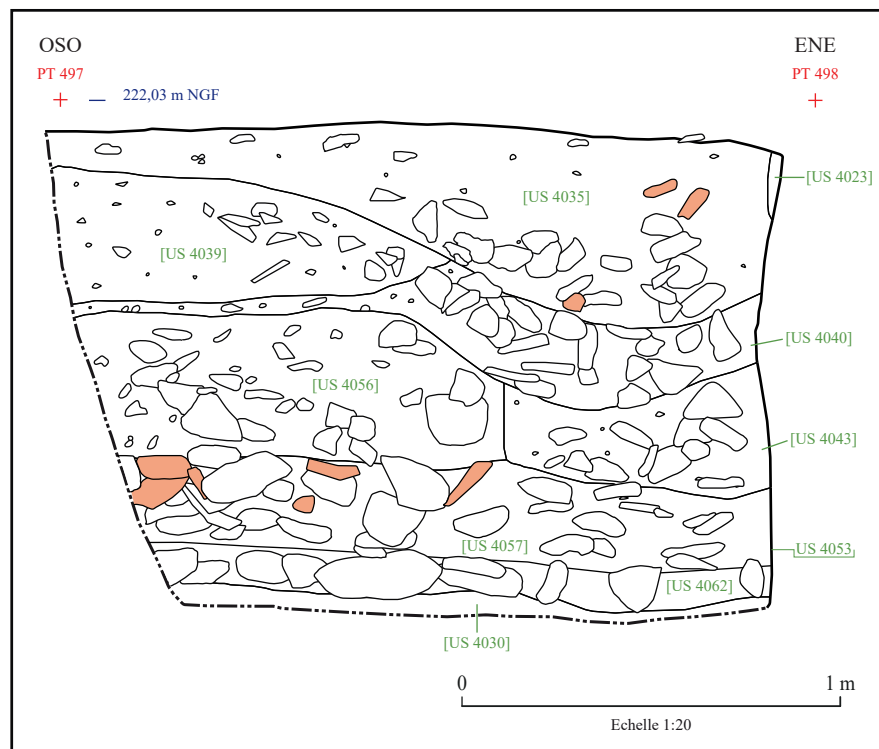 OSO
ENE
PT 497
PT 498
222,03 m NGF
[US 4023]
[US 4035]
[US 4039]
[US 4040]
[US 4056]
[US 4043]
[US 4057]
US 4053
[US 4062]
[US 4030]
0
1 m
Echelle 1:20